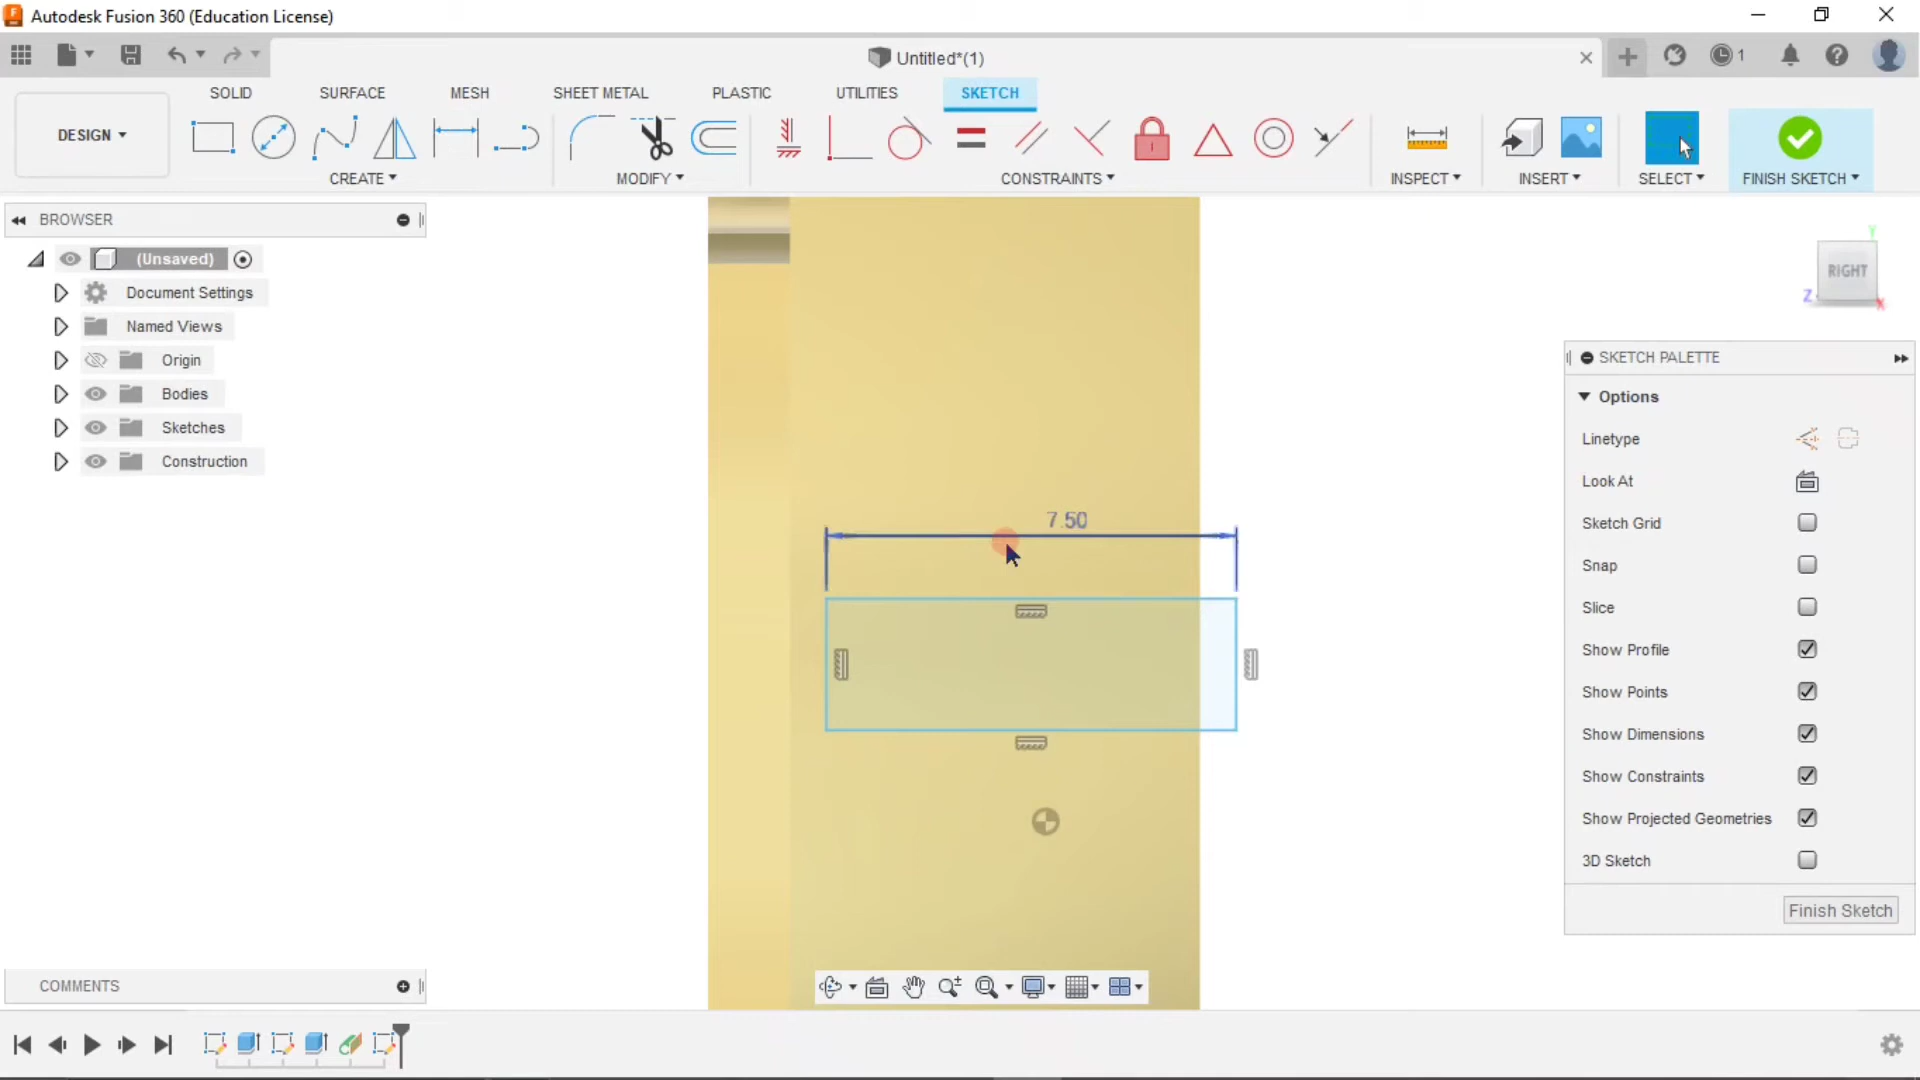 Autodesk Fusion 360 (Education License)
Untitled*(1)
1
SOLID
SURFACE
MESH
SHEET METAL
PLASTIC
UTILITIES
SKETCH
DESIGN
CREATE
MODIFY
CONSTRAINTS
INSPECT
INSERT
SELECT
FINISH SKETCH
BROWSER
(Unsaved)
Document Settings
Named Views
Origin
Bodies
Sketches
Construction
Y
RIGHT
Z
X
SKETCH PALETTE
Options
Linetype
Look At
Sketch Grid
Snap
Slice
Show Profile
Show Points
Show Dimensions
Show Constraints
Show Projected Geometries
3D Sketch
Finish Sketch
7.50
COMMENTS